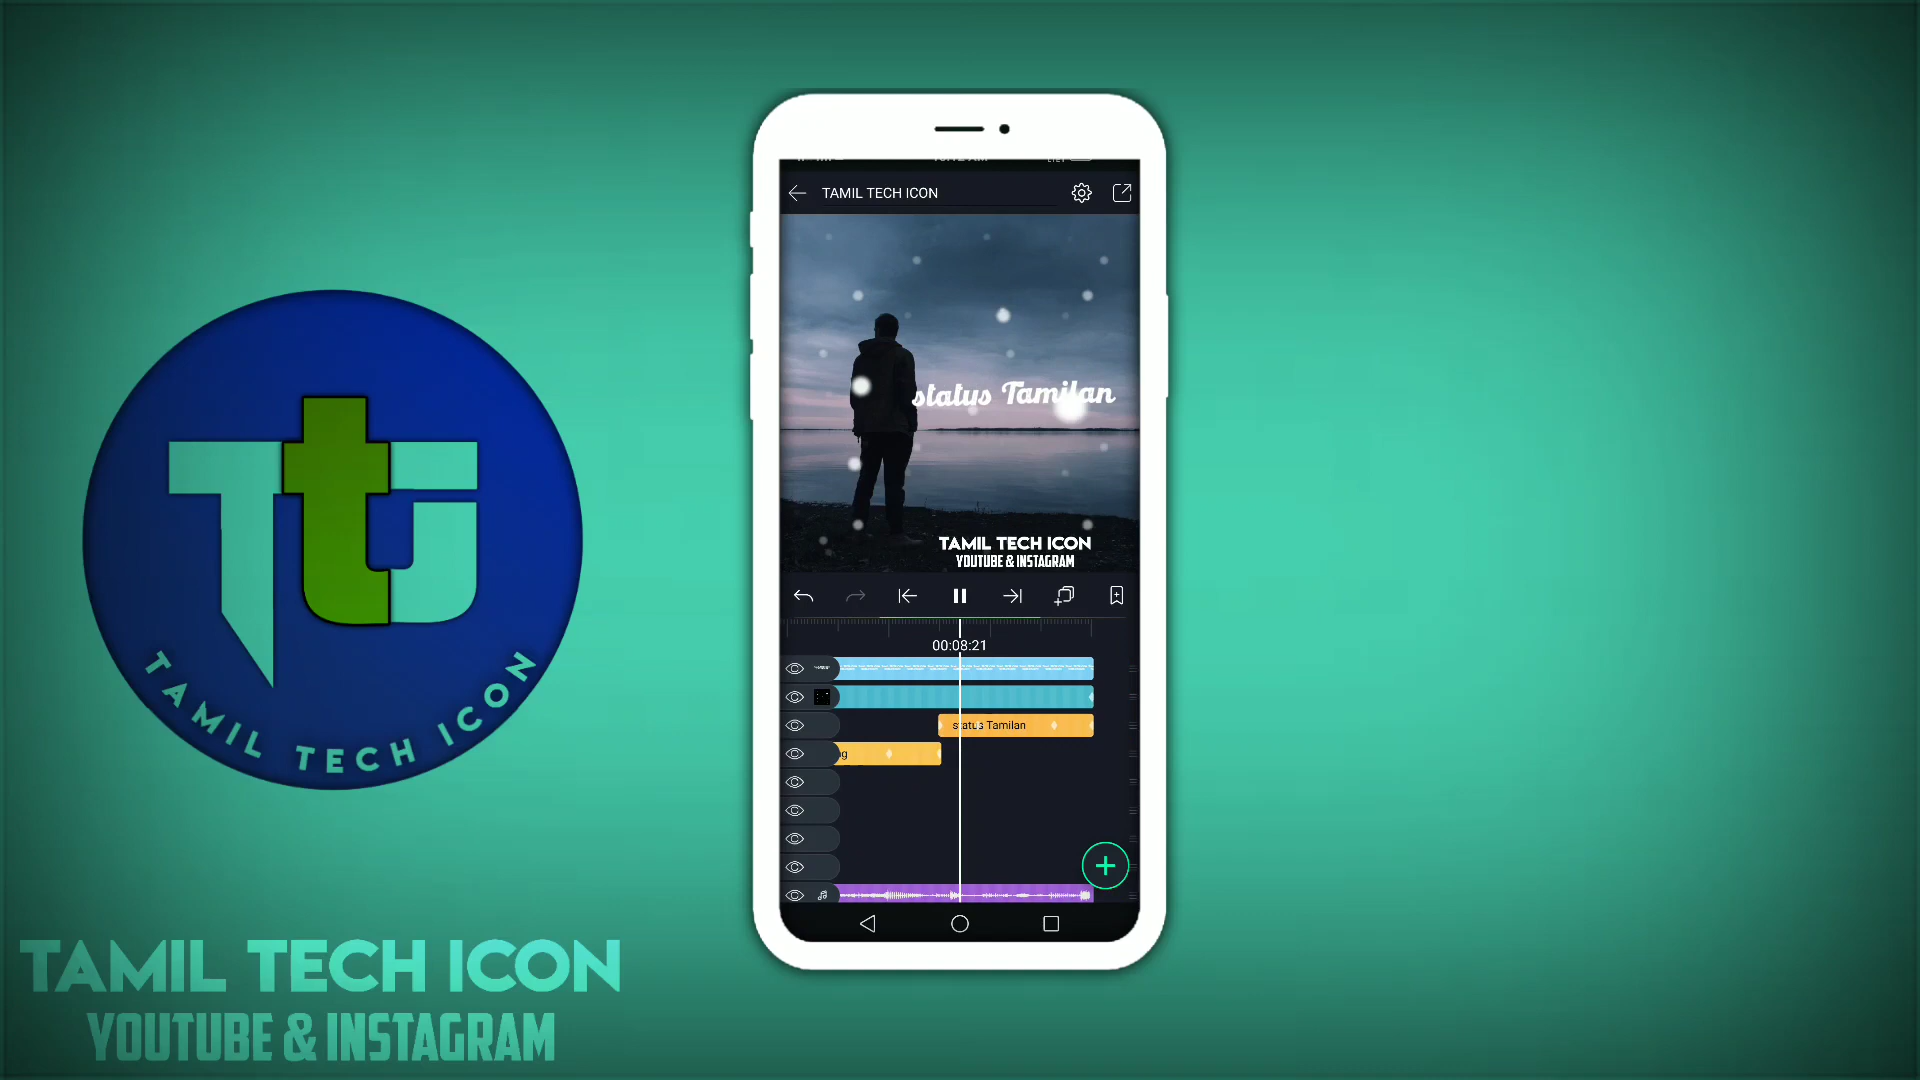 TAMIL TECH ICON
status Tamilan
TAMIL TECH ICON
YOUTUBE & INSTAGRAM
00:08:21
status Tamilan
g
TTI
TAMIL TECH ICON
TAMIL TECH ICON
YOUTUBE & INSTAGRAM